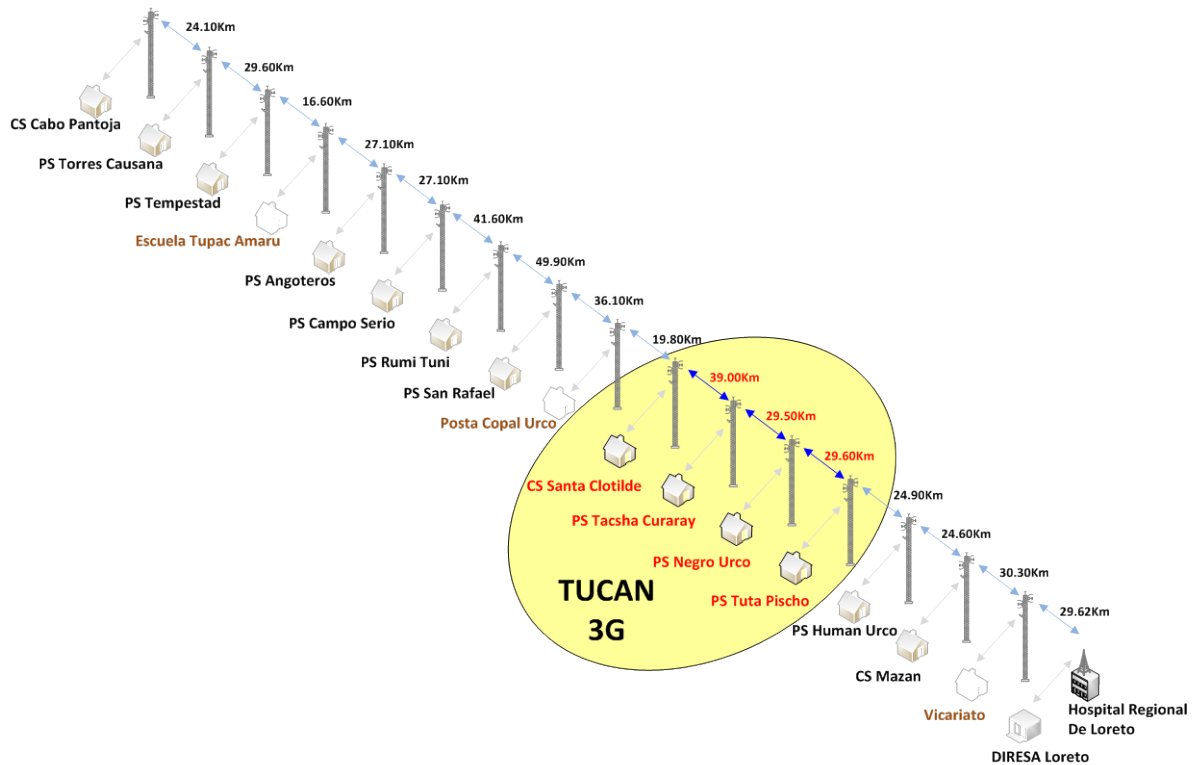 24.10Km
29.60Km
CS Cabo Pantoja
16.60Km
PS Torres Causana
27.10Km
PS Tempestad
27.10Km
Escuela Tupac Amaru
41.60Km
PS Angoteros
49.90Km
PS Campo Serio
36.10Km
PS Rumi Tuni
19.80Km
PS San Rafael
39.00Km
Posta Copal Urco
29.50Km
CS Santa Clotilde
29.60Km
PS Tacsha Curaray
24.90Km
PS Negro Urco
24.60Km
TUCAN
3G
PS Tuta Pischo
30.30Km
PS Human Urco
29.62Km
CS Mazan
Vicariato
Hospital Regional
De Loreto
DIRESA Loreto